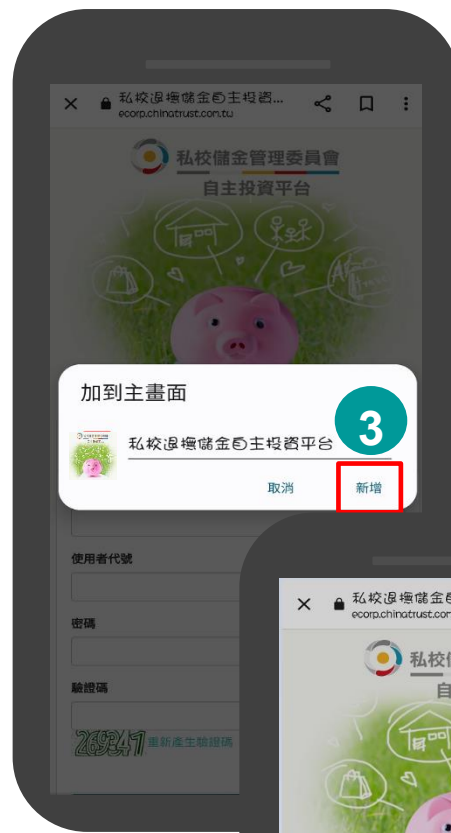 私校退撫儲金自主投資...
ecorp.chinatrust.com.tw
私校儲金管理委員會
自主投資平台
加到主畫面
3
私校退撫儲金自主投資平台
取消
新增
使用者代號
密碼
驗證碼
269347
重新產生驗證碼
私校退撫儲金自
ecorp.chinatrust.com
私校儲
自